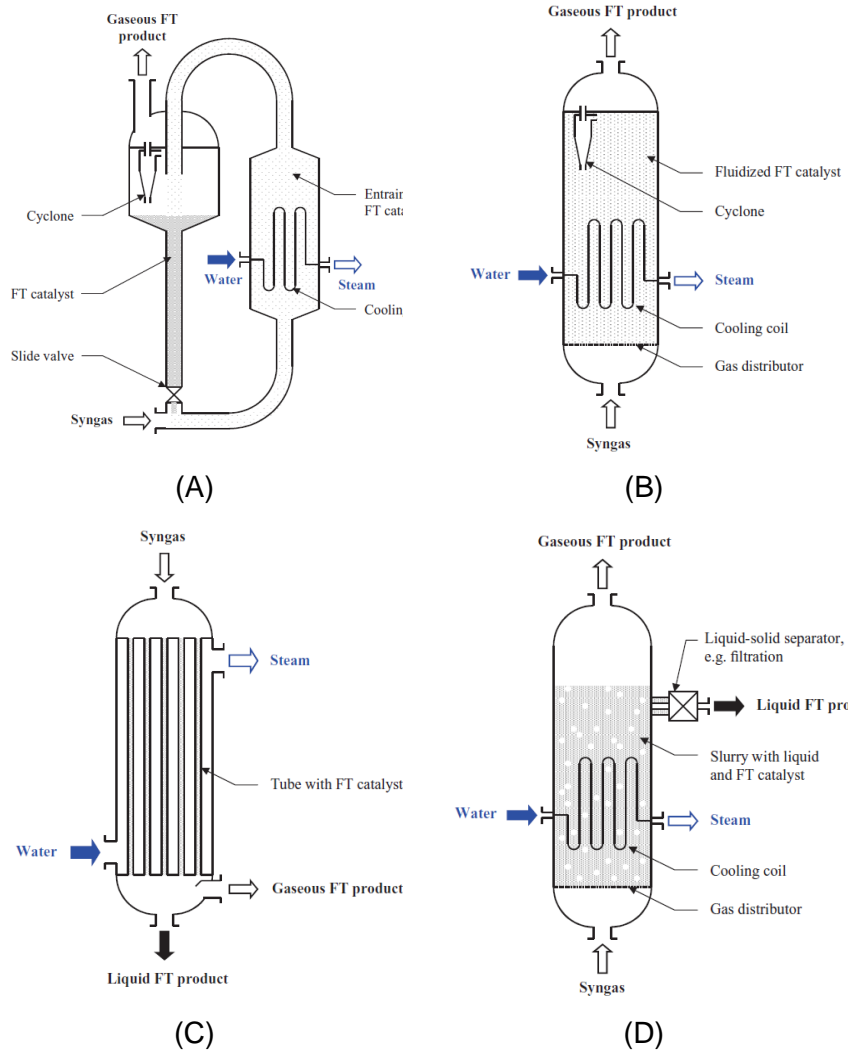 Gaseous FT
product
Cyclone
FT catalyst
Slide valve
Syngas
Water
Entrain
FT cata
Steam
Coolin
(A)
Gaseous FT product
Fluidized FT catalyst
Cyclone
Water
Steam
Cooling coil
Gas distributor
Syngas
(B)
Syngas
Steam
Tube with FT catalyst
Water
Gaseous FT product
Liquid FT product
(C)
Gaseous FT product
Liquid-solid separator,
e.g. filtration
Liquid FT pro
Slurry with liquid
and FT catalyst
Water
Steam
Cooling coil
Gas distributor
Syngas
(D)